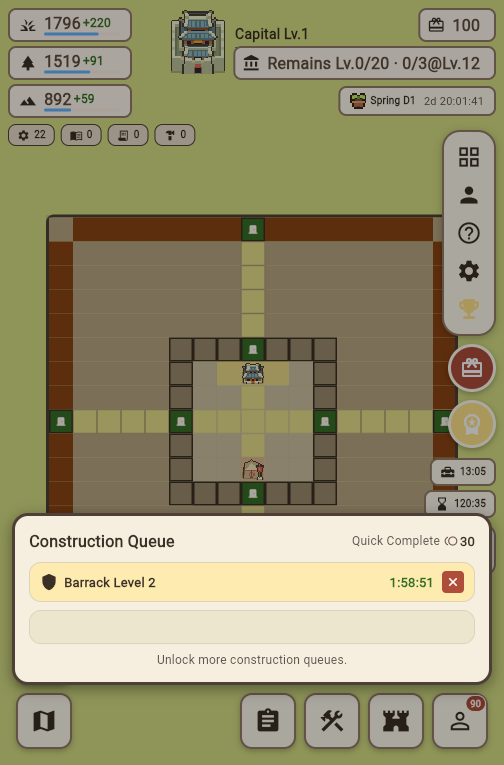 1796 +220
1519 +91
892 +59
22
0
0
0
Capital Lv.1
Remains Lv.0/20 · 0/3@Lv.12
100
Spring D1 2d 20:01:41
13:05
120:35
Construction Queue
Quick Complete 30
Barrack Level 2
1:58:51
Unlock more construction queues.
90